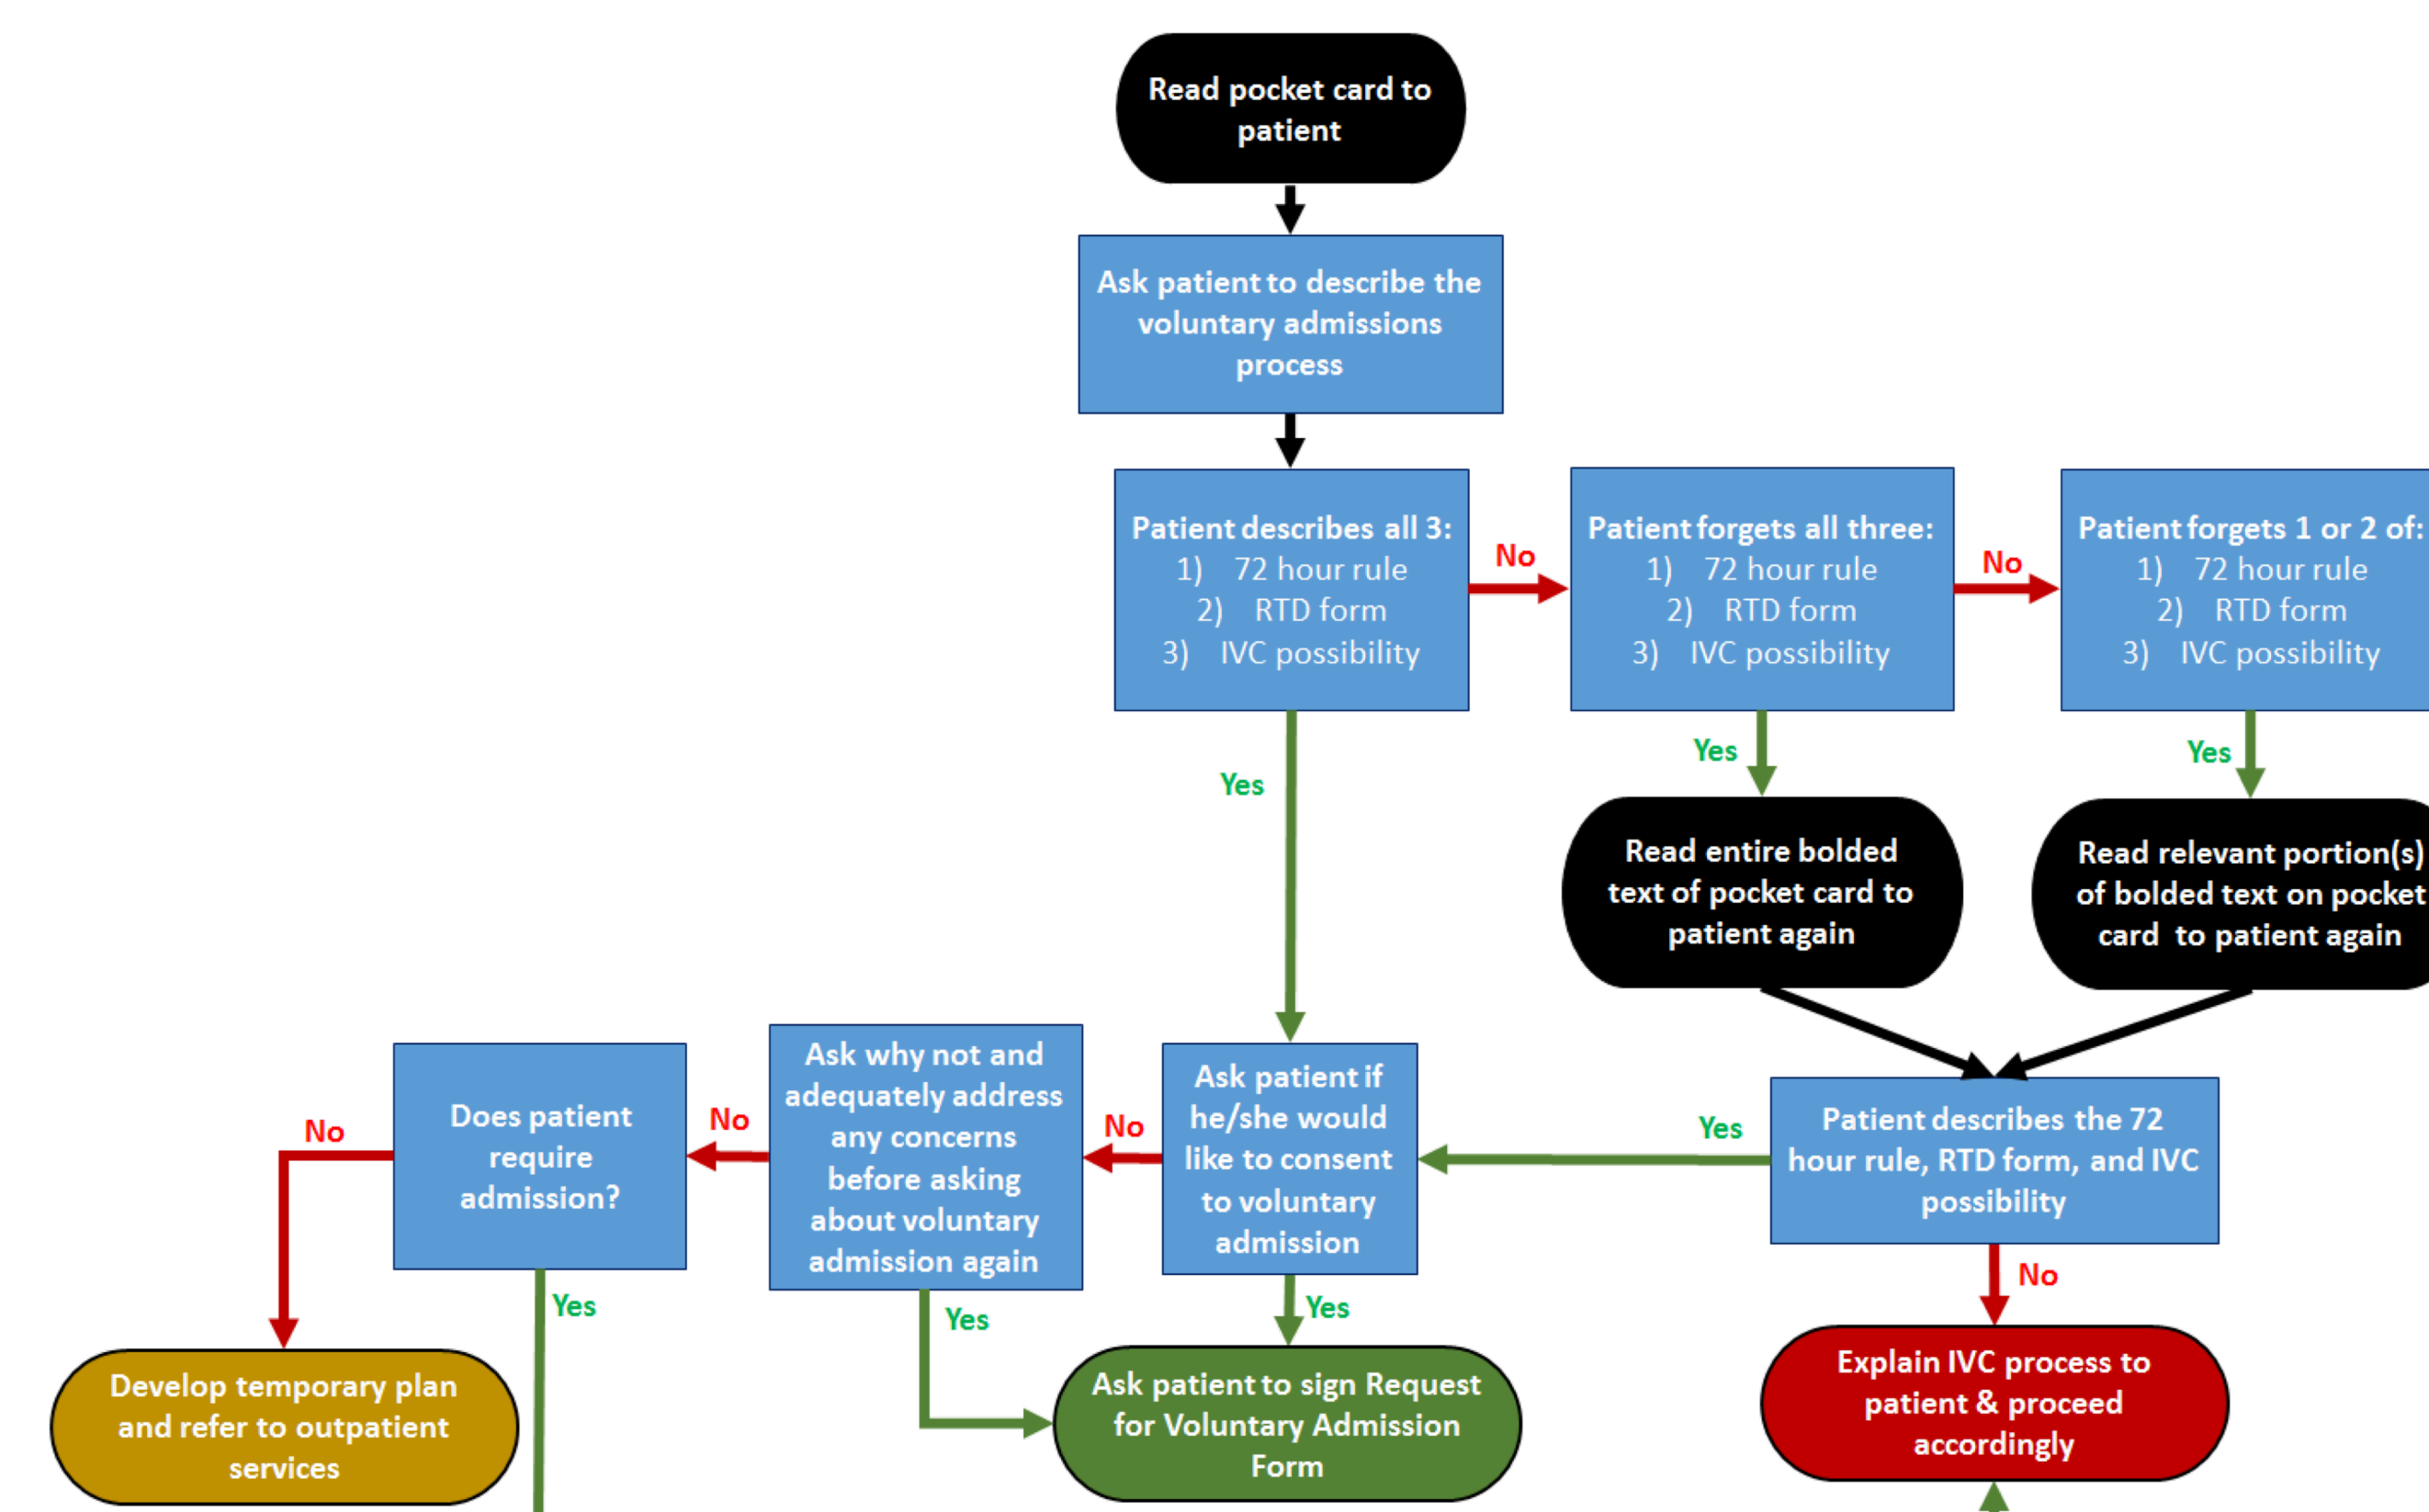 Read pocket card to
patient
Ask patient to describe the
voluntary admissions
process
Patient describes all 3:
1) 72 hour rule
2) RTD form
3) IVC possibility
No
Patient forgets all three:
1) 72 hour rule
2) RTD form
3) IVC possibility
No
Patient forgets 1 or 2 of:
1) 72 hour rule
2) RTD form
3) IVC possibility
Yes
Yes
Yes
Read entire bolded
text of pocket card to
patient again
Read relevant portion(s)
of bolded text on pocket
card to patient again
Does patient
require
admission?
No
No
Ask why not and
adequately address
any concerns
before asking
about voluntary
admission again
No
Ask patient if
he/she would
like to consent
to voluntary
admission
Yes
Patient describes the 72
hour rule, RTD form, and IVC
possibility
Yes
Yes
Yes
No
Develop temporary plan
and refer to outpatient
services
Ask patient to sign Request
for Voluntary Admission
Form
Explain IVC process to
patient & proceed
accordingly